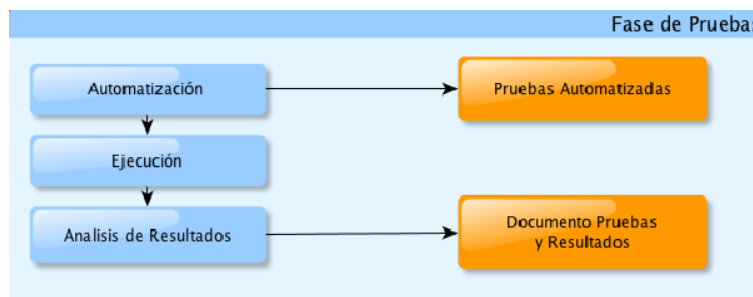 Fase de Pruebas
Automatización
Pruebas Automatizadas
Ejecución
Analisis de Resultados
Documento Pruebas
y Resultados